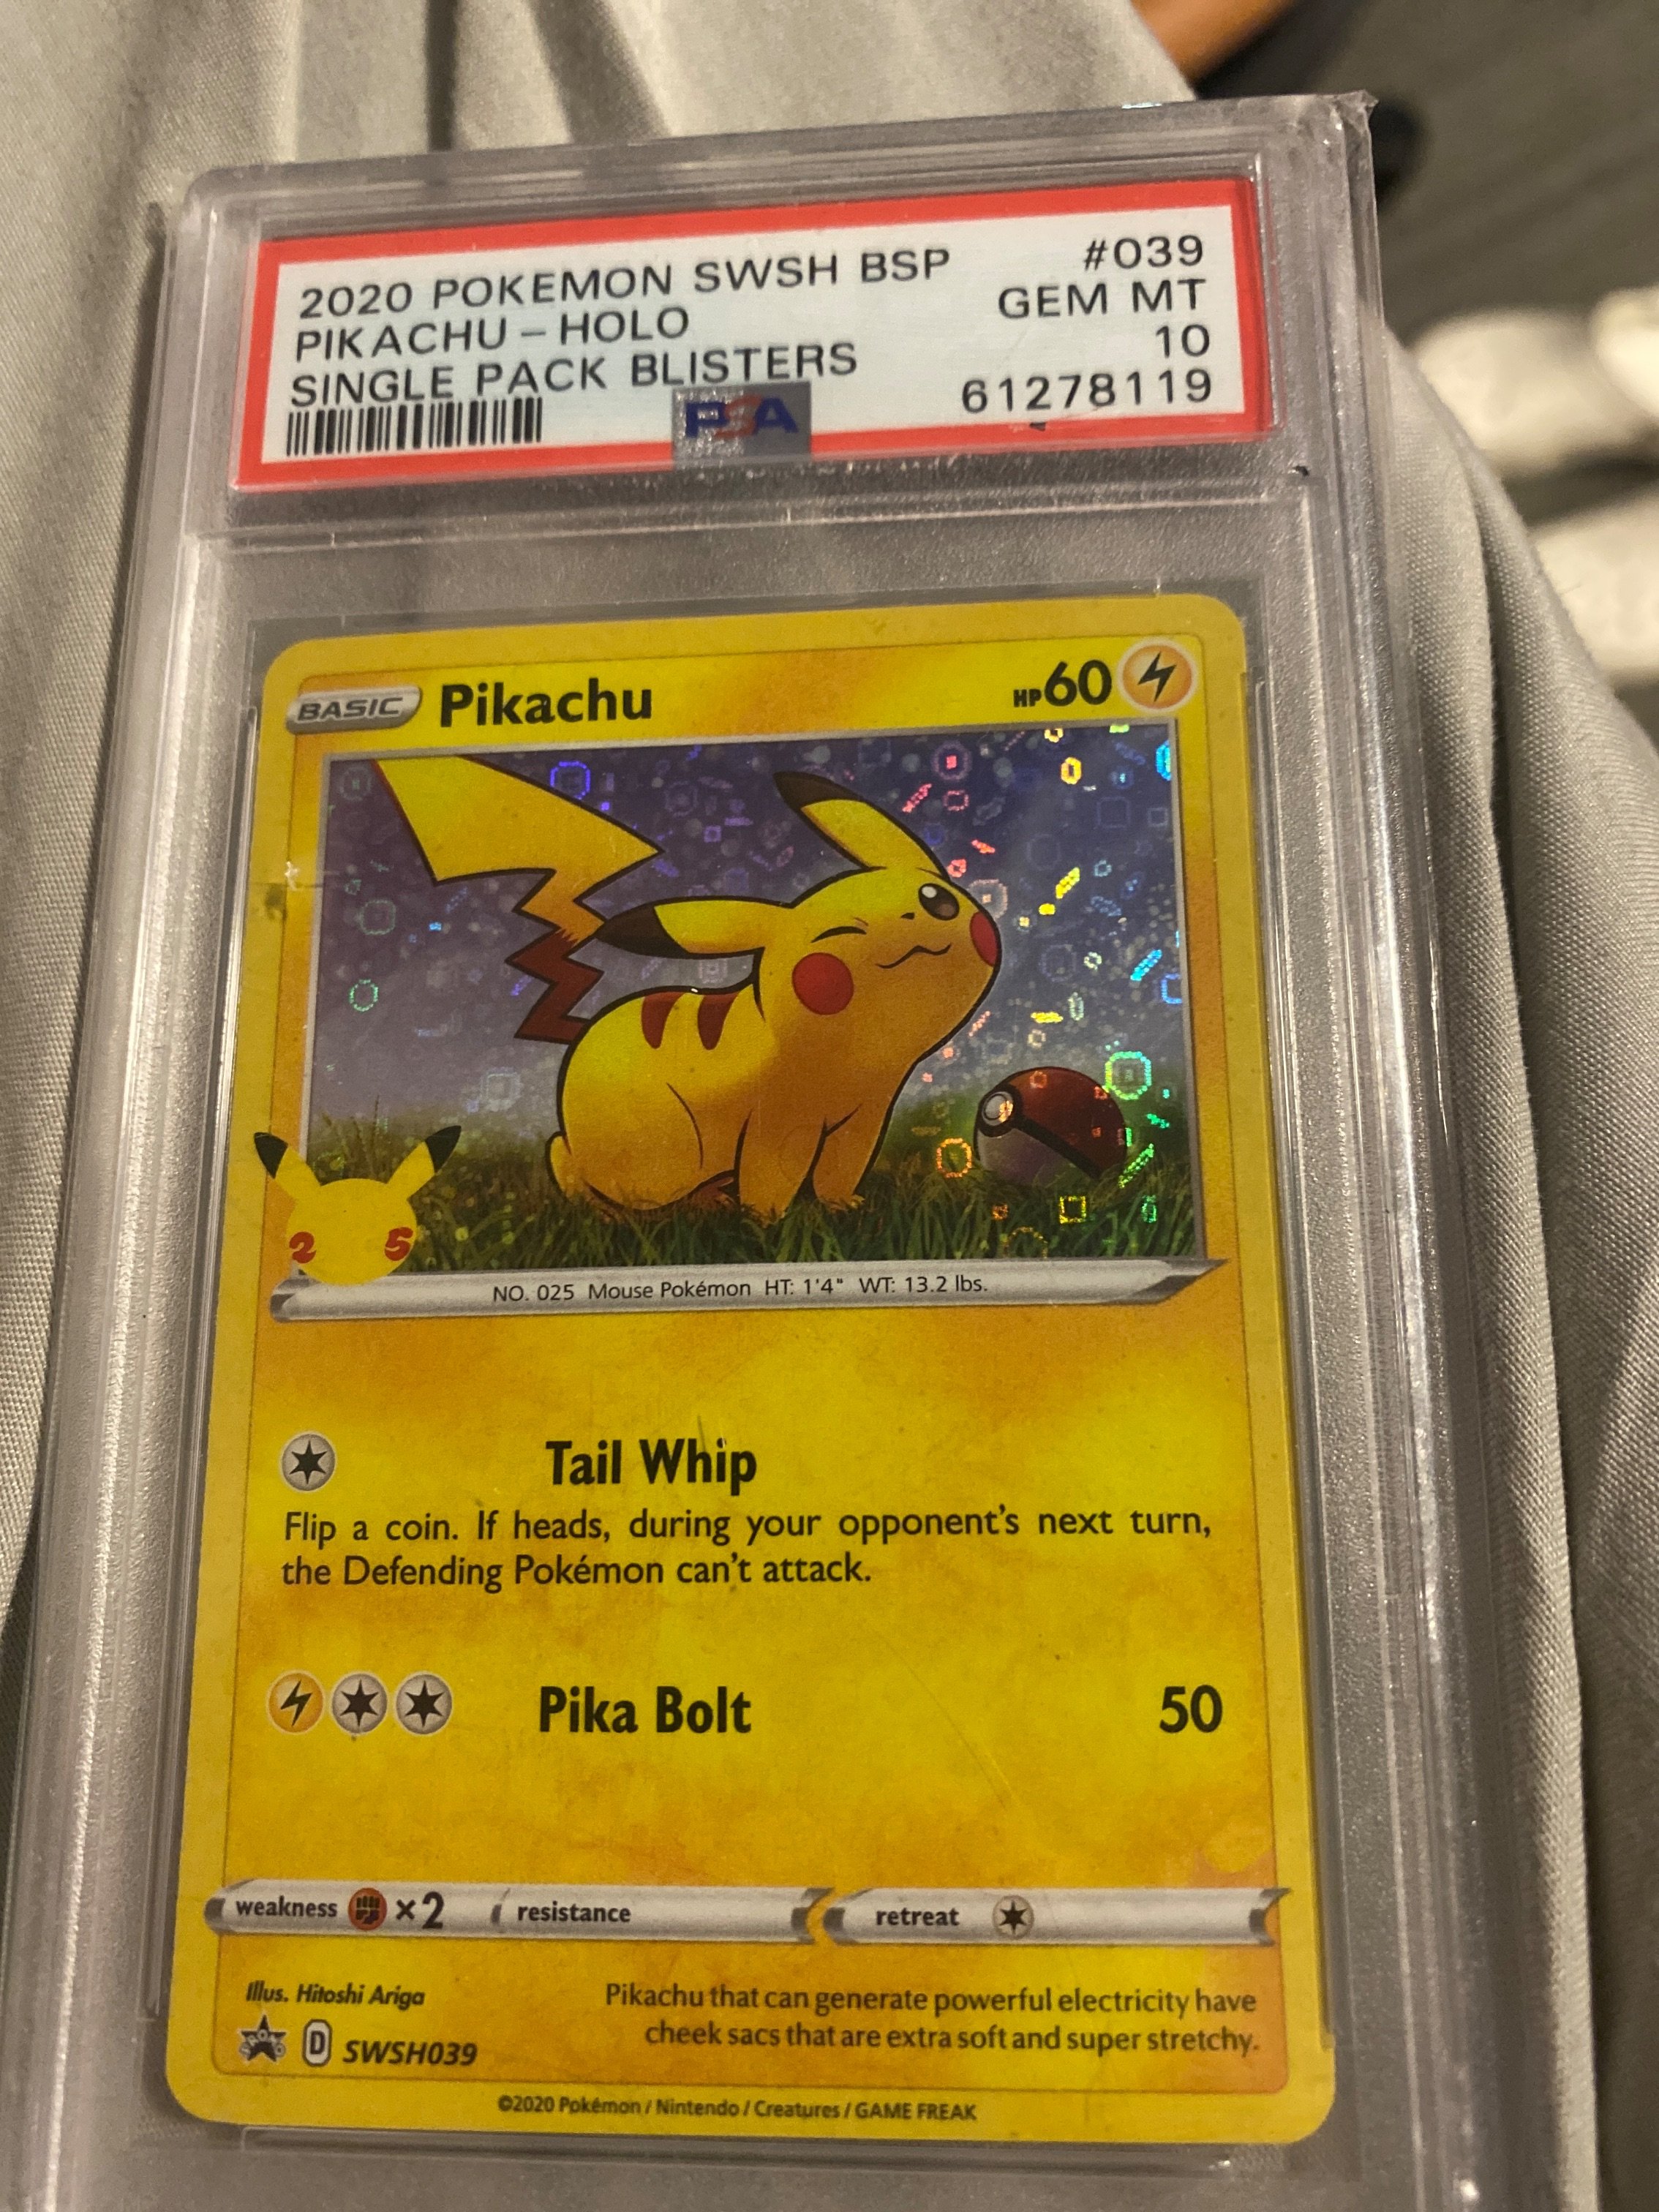 2020 POKEMON SWSH BSP #039
PIKACHU – HOLO GEM MT
SINGLE PACK BLISTERS 10
61278119
PSA
BASIC Pikachu HP 60
25
NO. 025 Mouse Pokémon HT: 1'4" WT: 13.2 lbs.
Tail Whip
Flip a coin. If heads, during your opponent's next turn,
the Defending Pokémon can't attack.
Pika Bolt 50
weakness ×2 resistance retreat
Illus. Hitoshi Ariga
Pikachu that can generate powerful electricity have
cheek sacs that are extra soft and super stretchy.
D SWSH039
©2020 Pokémon / Nintendo / Creatures / GAME FREAK